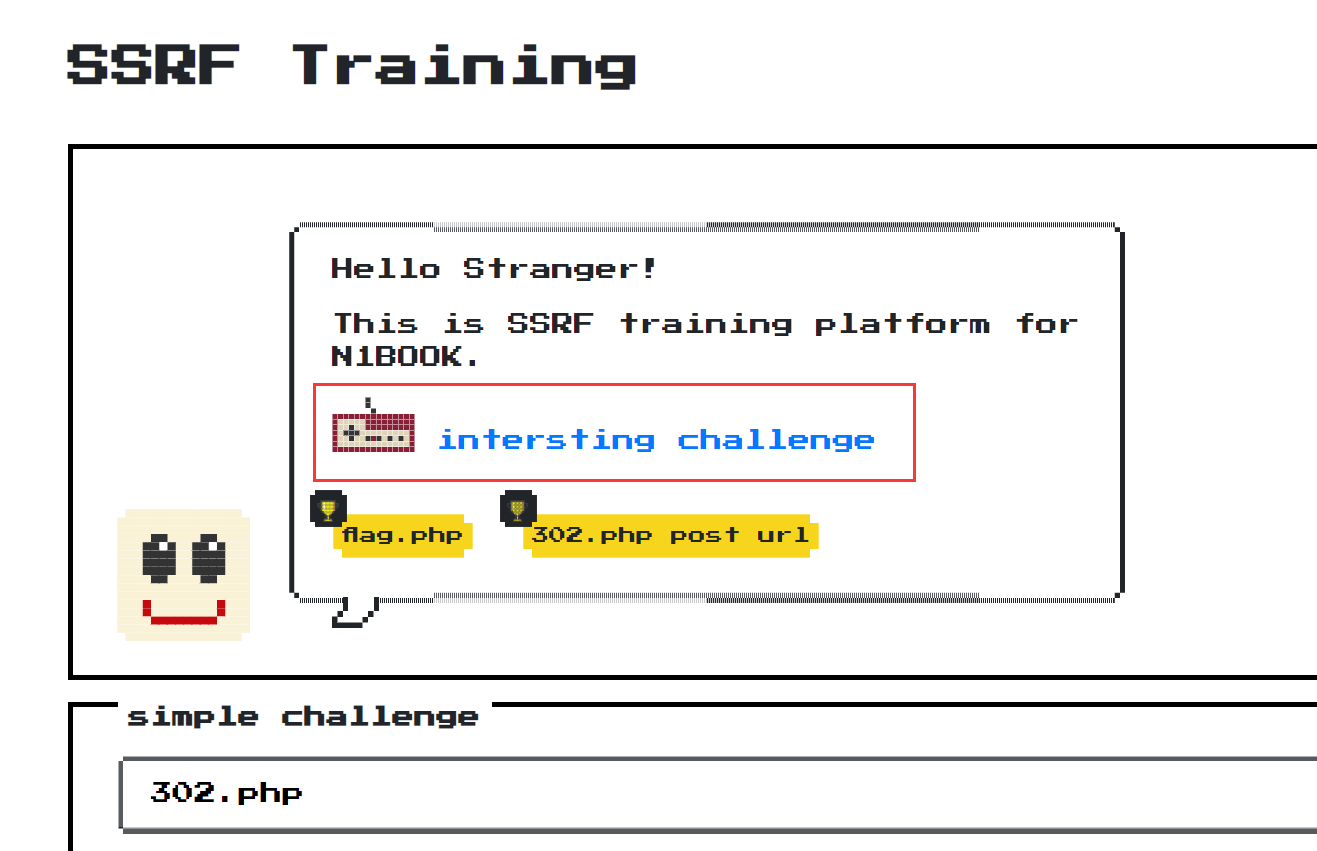 SSRF Training
Hello Stranger!
This is SSRF training platform for
N1BOOK.
intersting challenge
flag.php 302.php post url
simple challenge
302.php